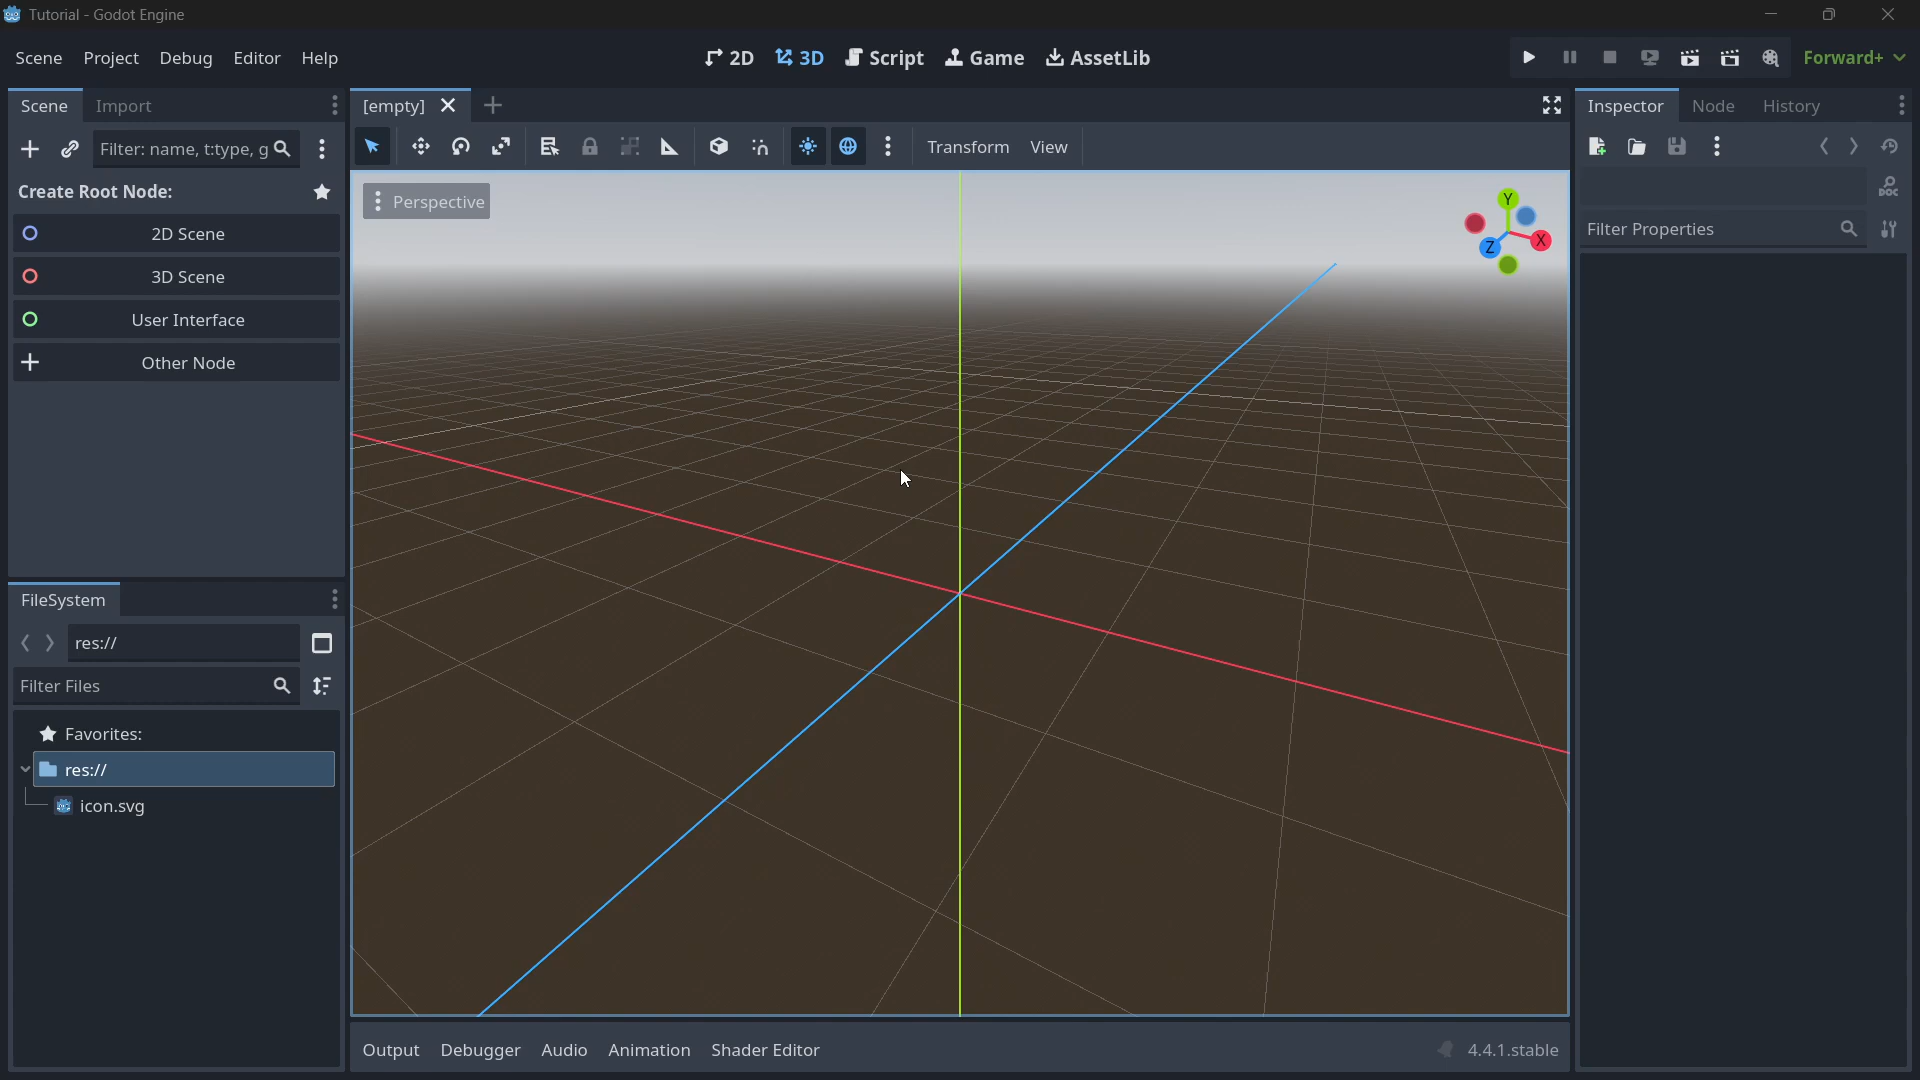 Tutorial - Godot Engine
Scene Project Debug Editor Help
2D 3D Script Game AssetLib
Forward+
Scene Import
[empty]
Inspector Node History
Filter: name, t:type, g
Transform View
Create Root Node:
Perspective
DOC
Filter Properties
2D Scene
3D Scene
User Interface
Other Node
Y
X
Z
FileSystem
res://
Filter Files
Favorites:
res://
icon.svg
Output Debugger Audio Animation Shader Editor
4.4.1.stable